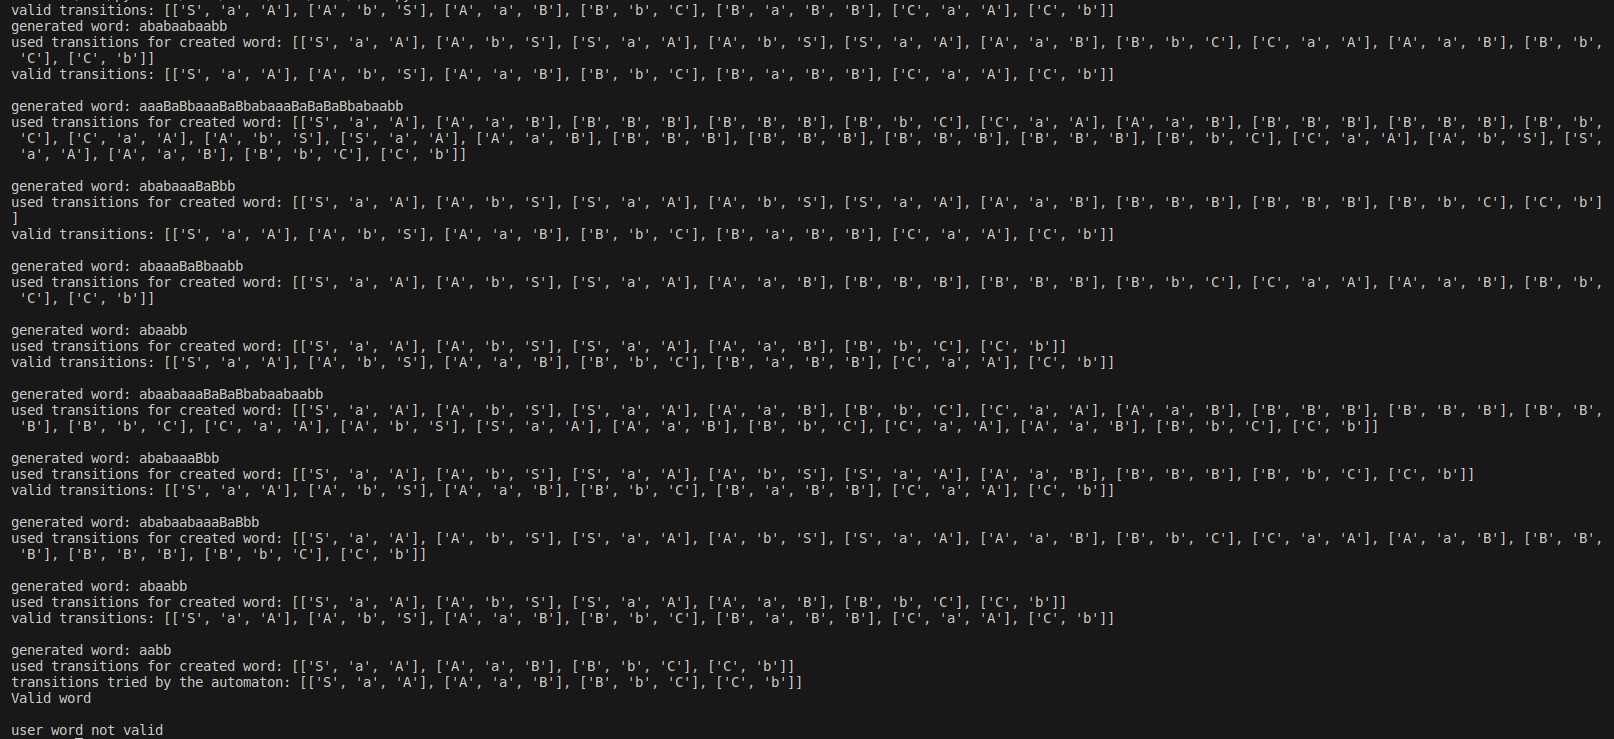 valid transitions: [['S', 'a', 'A'], ['A', 'b', 'S'], ['A', 'a', 'B'], ['B', 'b', 'C'], ['B', 'a', 'B', 'B'], ['C', 'a', 'A'], ['C', 'b']]
generated word: ababaabaabb
used transitions for created word: [['S', 'a', 'A'], ['A', 'b', 'S'], ['S', 'a', 'A'], ['A', 'b', 'S'], ['S', 'a', 'A'], ['A', 'a', 'B'], ['B', 'b', 'C'], ['C', 'a', 'A'], ['A', 'a', 'B'], ['B', 'b',
'C'], ['C', 'b']]
valid transitions: [['S', 'a', 'A'], ['A', 'b', 'S'], ['A', 'a', 'B'], ['B', 'b', 'C'], ['B', 'a', 'B', 'B'], ['C', 'a', 'A'], ['C', 'b']]
generated word: aaaBaBbaaaBaBbabaaaBaBaBaBbabaabb
used transitions for created word: [['S', 'a', 'A'], ['A', 'a', 'B'], ['B', 'B', 'B'], ['B', 'B', 'B'], ['B', 'b', 'C'], ['C', 'a', 'A'], ['A', 'a', 'B'], ['B', 'B', 'B'], ['B', 'B', 'B'], ['B', 'b',
'C'], ['C', 'a', 'A'], ['A', 'b', 'S'], ['S', 'a', 'A'], ['A', 'a', 'B'], ['B', 'B', 'B'], ['B', 'B', 'B'], ['B', 'B', 'B'], ['B', 'B', 'B'], ['B', 'b', 'C'], ['C', 'a', 'A'], ['A', 'b', 'S'], ['S',
'a', 'A'], ['A', 'a', 'B'], ['B', 'b', 'C'], ['C', 'b']]
generated word: ababaaaBaBbb
used transitions for created word: [['S', 'a', 'A'], ['A', 'b', 'S'], ['S', 'a', 'A'], ['A', 'b', 'S'], ['S', 'a', 'A'], ['A', 'a', 'B'], ['B', 'B', 'B'], ['B', 'B', 'B'], ['B', 'b', 'C'], ['C', 'b']
]
valid transitions: [['S', 'a', 'A'], ['A', 'b', 'S'], ['A', 'a', 'B'], ['B', 'b', 'C'], ['B', 'a', 'B', 'B'], ['C', 'a', 'A'], ['C', 'b']]
generated word: abaaaBaBbaabb
used transitions for created word: [['S', 'a', 'A'], ['A', 'b', 'S'], ['S', 'a', 'A'], ['A', 'a', 'B'], ['B', 'B', 'B'], ['B', 'B', 'B'], ['B', 'b', 'C'], ['C', 'a', 'A'], ['A', 'a', 'B'], ['B', 'b',
'C'], ['C', 'b']]
generated word: abaabb
used transitions for created word: [['S', 'a', 'A'], ['A', 'b', 'S'], ['S', 'a', 'A'], ['A', 'a', 'B'], ['B', 'b', 'C'], ['C', 'b']]
valid transitions: [['S', 'a', 'A'], ['A', 'b', 'S'], ['A', 'a', 'B'], ['B', 'b', 'C'], ['B', 'a', 'B', 'B'], ['C', 'a', 'A'], ['C', 'b']]
generated word: abaabaaaBaBaBbabaabaabb
used transitions for created word: [['S', 'a', 'A'], ['A', 'b', 'S'], ['S', 'a', 'A'], ['A', 'a', 'B'], ['B', 'b', 'C'], ['C', 'a', 'A'], ['A', 'a', 'B'], ['B', 'B', 'B'], ['B', 'B', 'B'], ['B', 'B',
'B'], ['B', 'b', 'C'], ['C', 'a', 'A'], ['A', 'b', 'S'], ['S', 'a', 'A'], ['A', 'a', 'B'], ['B', 'b', 'C'], ['C', 'a', 'A'], ['A', 'a', 'B'], ['B', 'b', 'C'], ['C', 'b']]
generated word: ababaaaBbb
used transitions for created word: [['S', 'a', 'A'], ['A', 'b', 'S'], ['S', 'a', 'A'], ['A', 'b', 'S'], ['S', 'a', 'A'], ['A', 'a', 'B'], ['B', 'B', 'B'], ['B', 'b', 'C'], ['C', 'b']]
valid transitions: [['S', 'a', 'A'], ['A', 'b', 'S'], ['A', 'a', 'B'], ['B', 'b', 'C'], ['B', 'a', 'B', 'B'], ['C', 'a', 'A'], ['C', 'b']]
generated word: ababaabaaaBaBbb
used transitions for created word: [['S', 'a', 'A'], ['A', 'b', 'S'], ['S', 'a', 'A'], ['A', 'b', 'S'], ['S', 'a', 'A'], ['A', 'a', 'B'], ['B', 'b', 'C'], ['C', 'a', 'A'], ['A', 'a', 'B'], ['B', 'B',
'B'], ['B', 'B', 'B'], ['B', 'b', 'C'], ['C', 'b']]
generated word: abaabb
used transitions for created word: [['S', 'a', 'A'], ['A', 'b', 'S'], ['S', 'a', 'A'], ['A', 'a', 'B'], ['B', 'b', 'C'], ['C', 'b']]
valid transitions: [['S', 'a', 'A'], ['A', 'b', 'S'], ['A', 'a', 'B'], ['B', 'b', 'C'], ['B', 'a', 'B', 'B'], ['C', 'a', 'A'], ['C', 'b']]
generated word: aabb
used transitions for created word: [['S', 'a', 'A'], ['A', 'a', 'B'], ['B', 'b', 'C'], ['C', 'b']]
transitions tried by the automaton: [['S', 'a', 'A'], ['A', 'a', 'B'], ['B', 'b', 'C'], ['C', 'b']]
Valid word
user word not valid